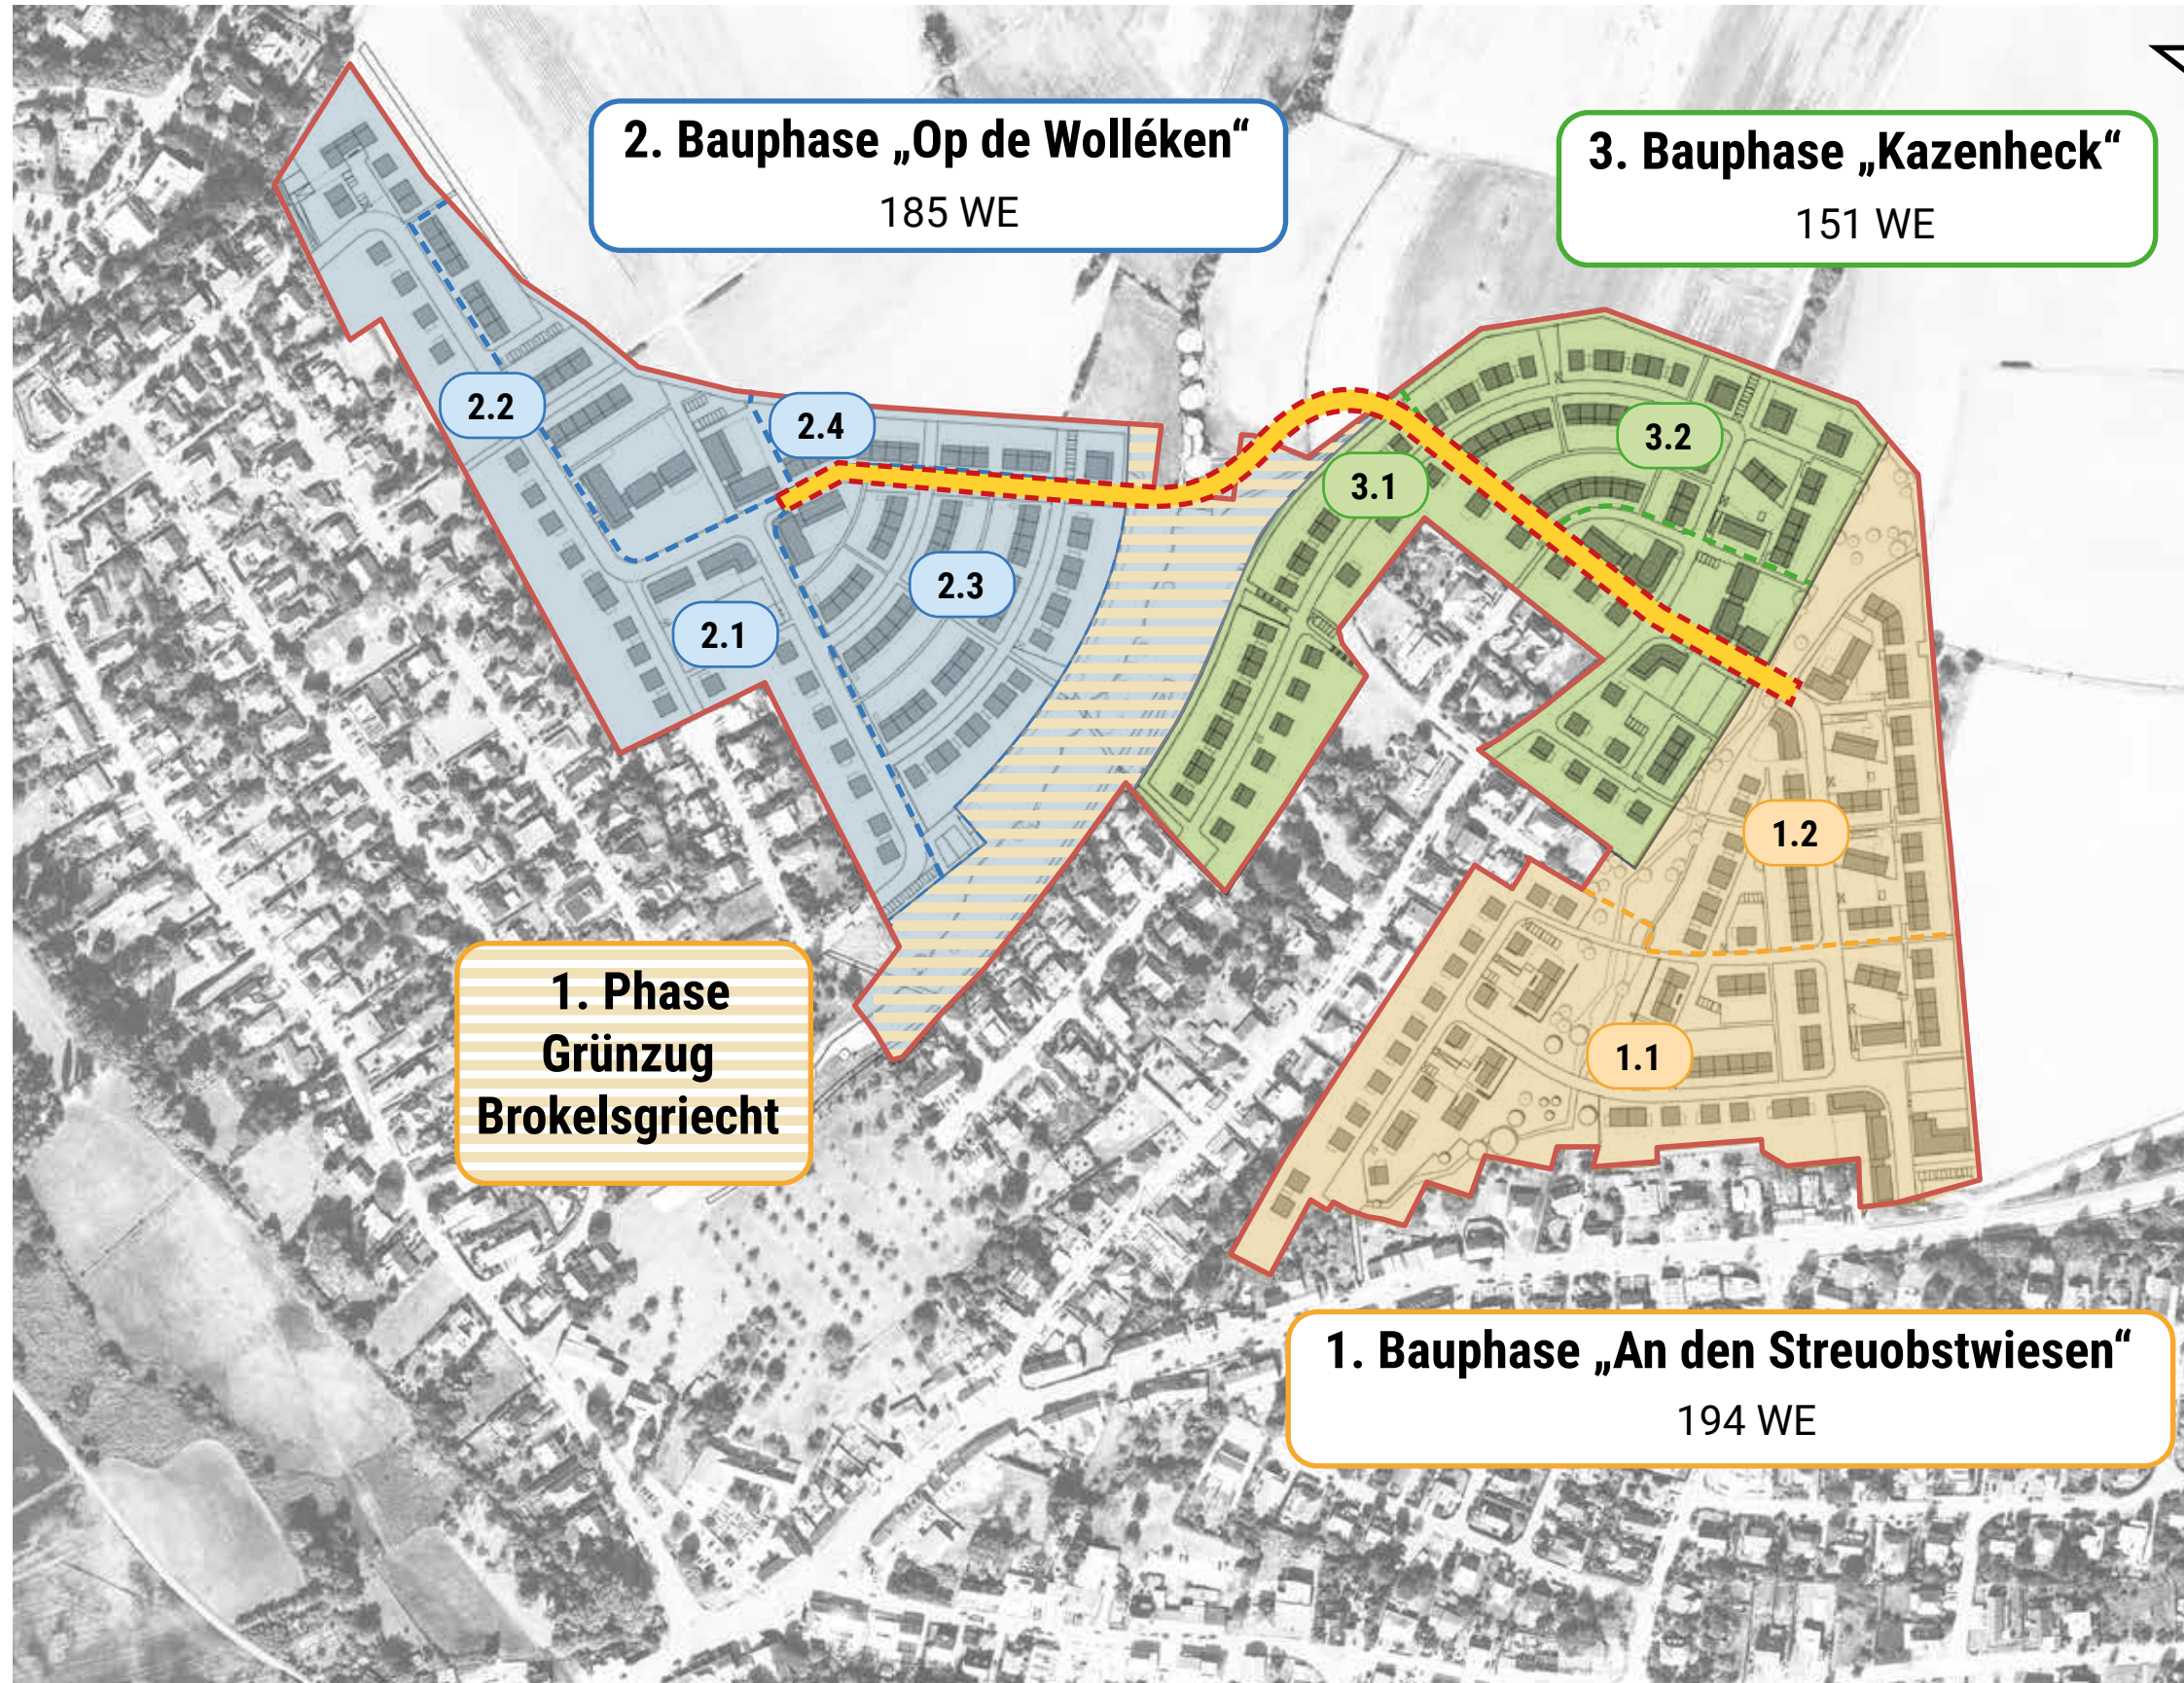 2. Bauphase „Op de Wolléken“
185 WE
3. Bauphase „Kazenheck“
151 WE
2.2
2.4
3.2
3.1
2.3
2.1
1.2
1. Phase
Grünzug
Brokelsgriecht
1.1
1. Bauphase „An den Streuobstwiesen“
194 WE